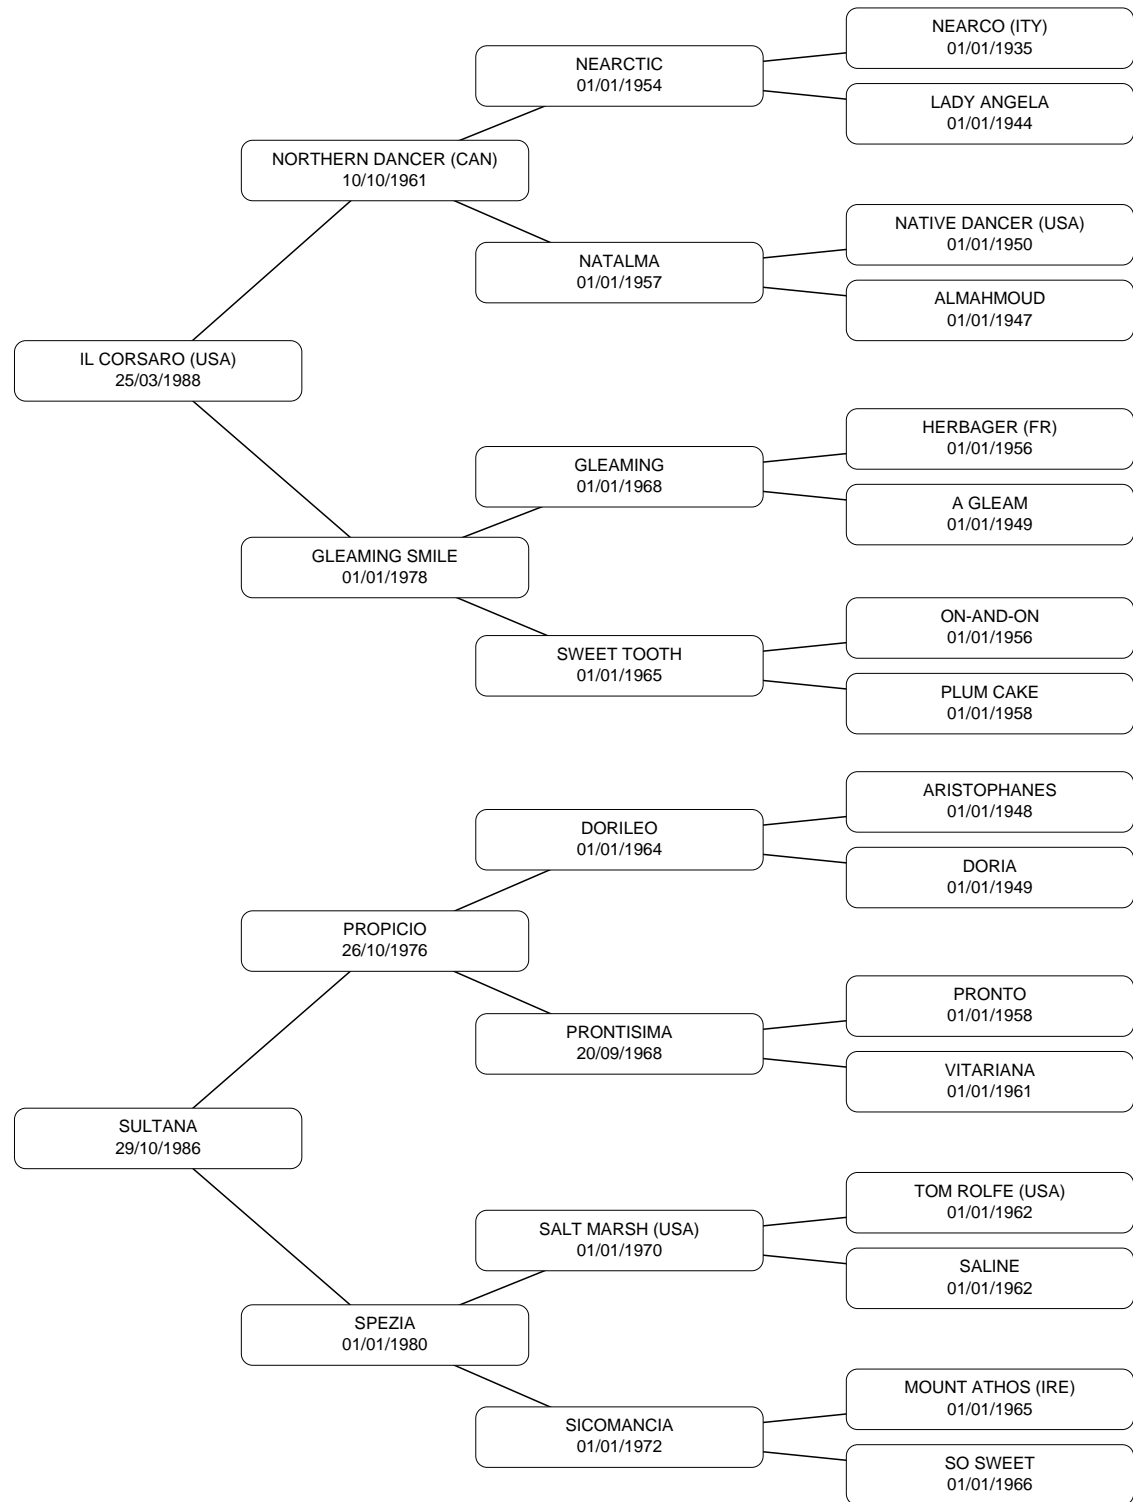 NEARCO (ITY)
01/01/1935
NEARCTIC
01/01/1954
LADY ANGELA
01/01/1944
NORTHERN DANCER (CAN)
10/10/1961
NATIVE DANCER (USA)
01/01/1950
NATALMA
01/01/1957
ALMAHMOUD
01/01/1947
IL CORSARO (USA)
25/03/1988
HERBAGER (FR)
01/01/1956
GLEAMING
01/01/1968
A GLEAM
01/01/1949
GLEAMING SMILE
01/01/1978
ON-AND-ON
01/01/1956
SWEET TOOTH
01/01/1965
PLUM CAKE
01/01/1958
ARISTOPHANES
01/01/1948
DORILEO
01/01/1964
DORIA
01/01/1949
PROPICIO
26/10/1976
PRONTO
01/01/1958
PRONTISIMA
20/09/1968
VITARIANA
01/01/1961
SULTANA
29/10/1986
TOM ROLFE (USA)
01/01/1962
SALT MARSH (USA)
01/01/1970
SALINE
01/01/1962
SPEZIA
01/01/1980
MOUNT ATHOS (IRE)
01/01/1965
SICOMANCIA
01/01/1972
SO SWEET
01/01/1966